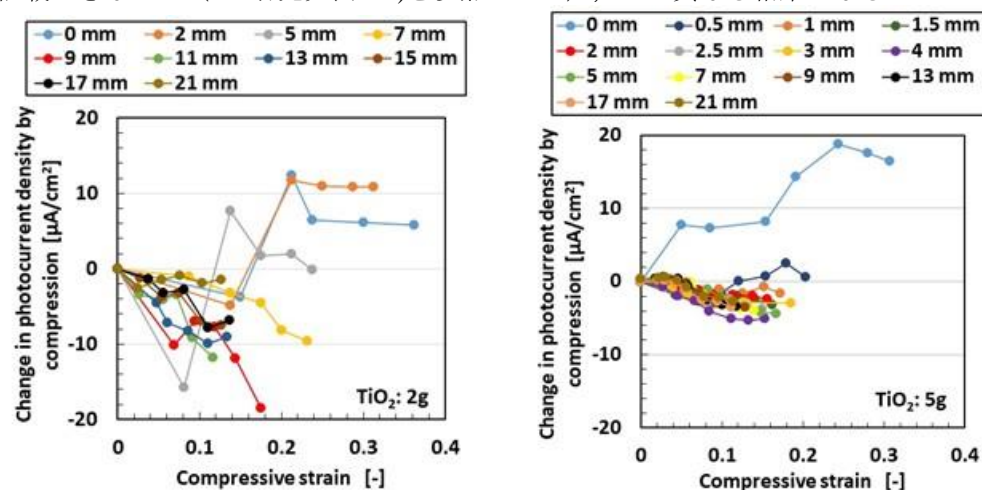 0 mm 2 mm 5 mm 7 mm
9 mm 11 mm 13 mm 15 mm
17 mm 21 mm
Change in photocurrent density by
compression [μA/cm²]
20
10
0
-10
-20
0 0.1 0.2 0.3 0.4
TiO₂: 2g
Compressive strain [-]
0 mm 0.5 mm 1 mm 1.5 mm
2 mm 2.5 mm 3 mm 4 mm
5 mm 7 mm 9 mm 13 mm
17 mm 21 mm
Change in photocurrent density by
compression [μA/cm²]
20
10
0
-10
-20
0 0.1 0.2 0.3 0.4
TiO₂: 5g
Compressive strain [-]